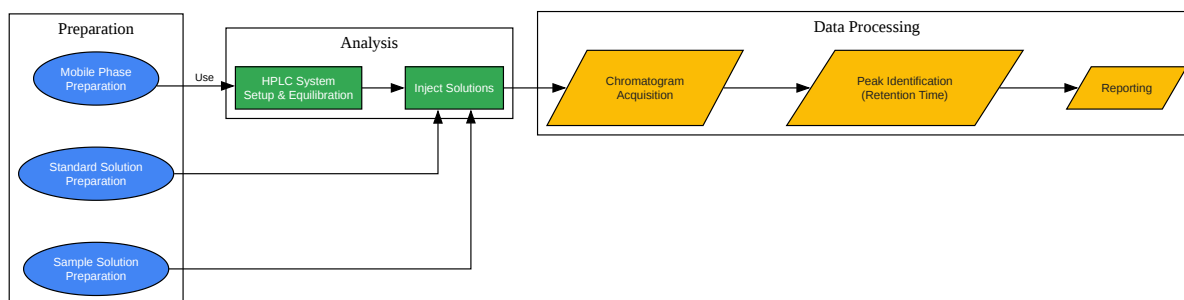 Preparation
Mobile Phase
Preparation
Standard Solution
Preparation
Sample Solution
Preparation
Use
Analysis
HPLC System
Setup & Equilibration
Inject Solutions
Data Processing
Chromatogram
Acquisition
Peak Identification
(Retention Time)
Reporting